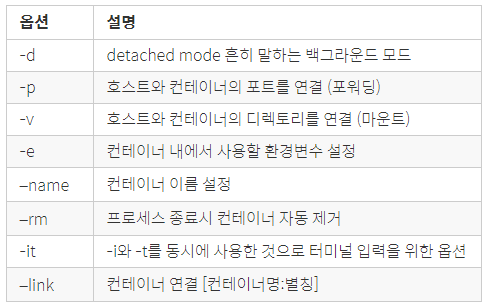 옵션 설명
-d detached mode 흔히 말하는 백그라운드 모드
-p 호스트와 컨테이너의 포트를 연결 (포워딩)
-v 호스트와 컨테이너의 디렉토리를 연결 (마운트)
-e 컨테이너 내에서 사용할 환경변수 설정
–name 컨테이너 이름 설정
–rm 프로세스 종료시 컨테이너 자동 제거
-it -i와 -t를 동시에 사용한 것으로 터미널 입력을 위한 옵션
–link 컨테이너 연결 [컨테이너명:별칭]